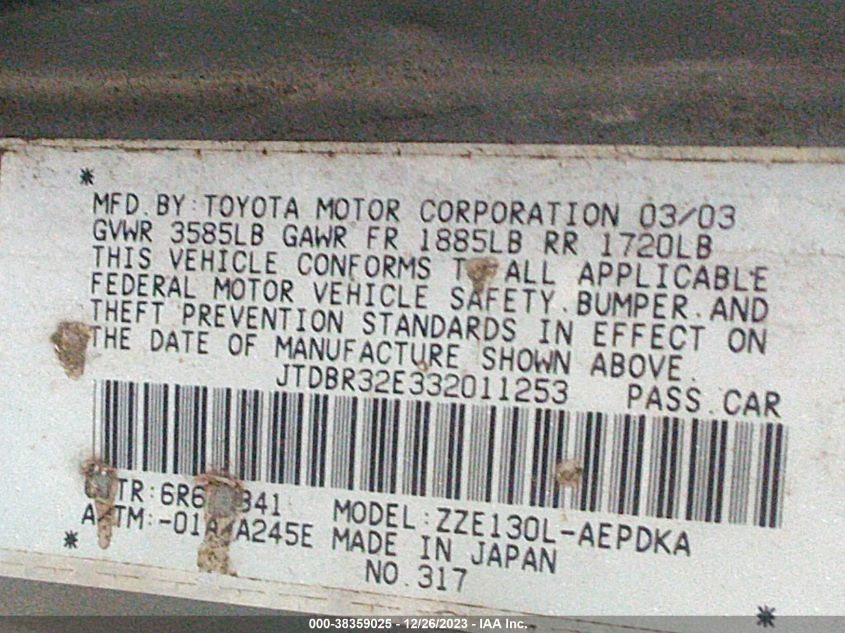 *
MFD. BY: TOYOTA MOTOR CORPORATION 03/03
GVWR 3585LB GAWR FR 1885LB RR 1720LB
THIS VEHICLE CONFORMS ALL APPLICABLE
FEDERAL MOTOR VEHICLE SAFETY, BUMPER, AND
THEFT PREVENTION STANDARDS IN EFFECT ON
THE DATE OF MANUFACTURE SHOWN ABOVE.
JTDBR32E332011253 PASS. CAR
MODEL: ZZE130L-AEPDKA
MADE IN JAPAN
* NO. 317 *
000-38359025 - 12/26/2023 - IAA Inc.